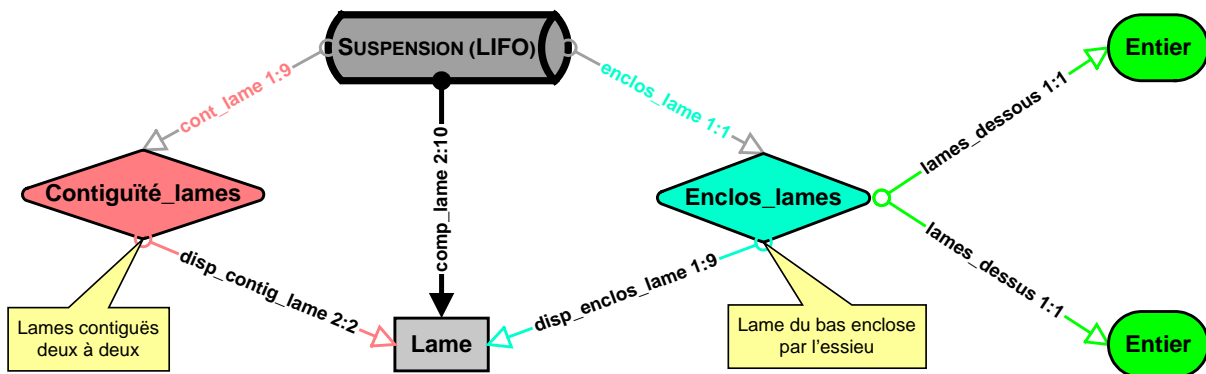 SUSPENSION (LIFO)
Entier
cont_lame 1:9
enclos_lame 1:1
lames_dessous 1:1
comp_lame 2:10
Contiguïté_lames
Enclos_lames
lames_dessus 1:1
disp_contig_lame 2:2
disp_enclos_lame 1:9
Lames contiguës
deux à deux
Lame
Lame du bas enclose
par l'essieu
Entier